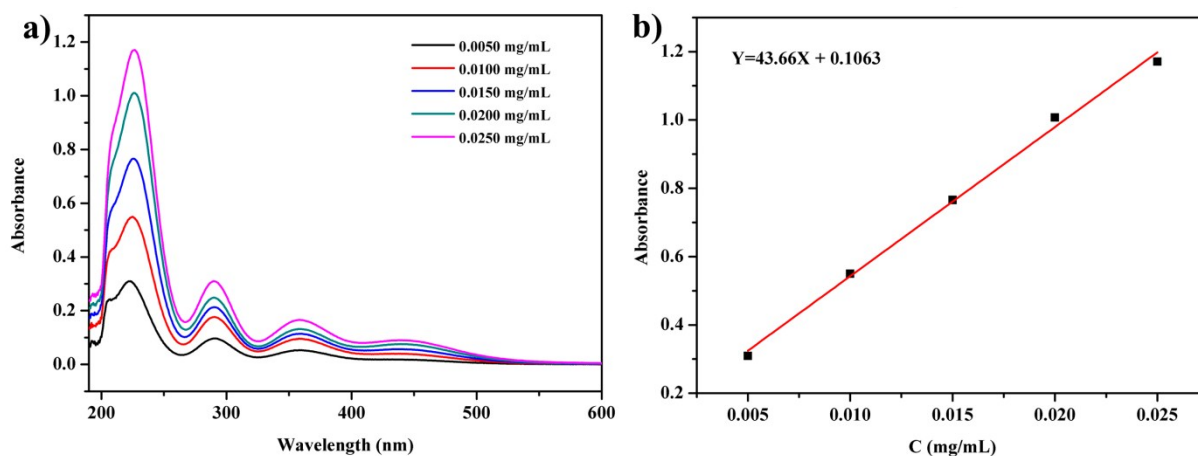 a)
1.2
1.0
0.8
0.6
0.4
0.2
0.0
Absorbance
0.0050 mg/mL
0.0100 mg/mL
0.0150 mg/mL
0.0200 mg/mL
0.0250 mg/mL
200 300 400 500 600
Wavelength (nm)
b)
Y=43.66X + 0.1063
1.2
1.0
0.8
0.6
0.4
0.2
Absorbance
0.005 0.010 0.015 0.020 0.025
C (mg/mL)